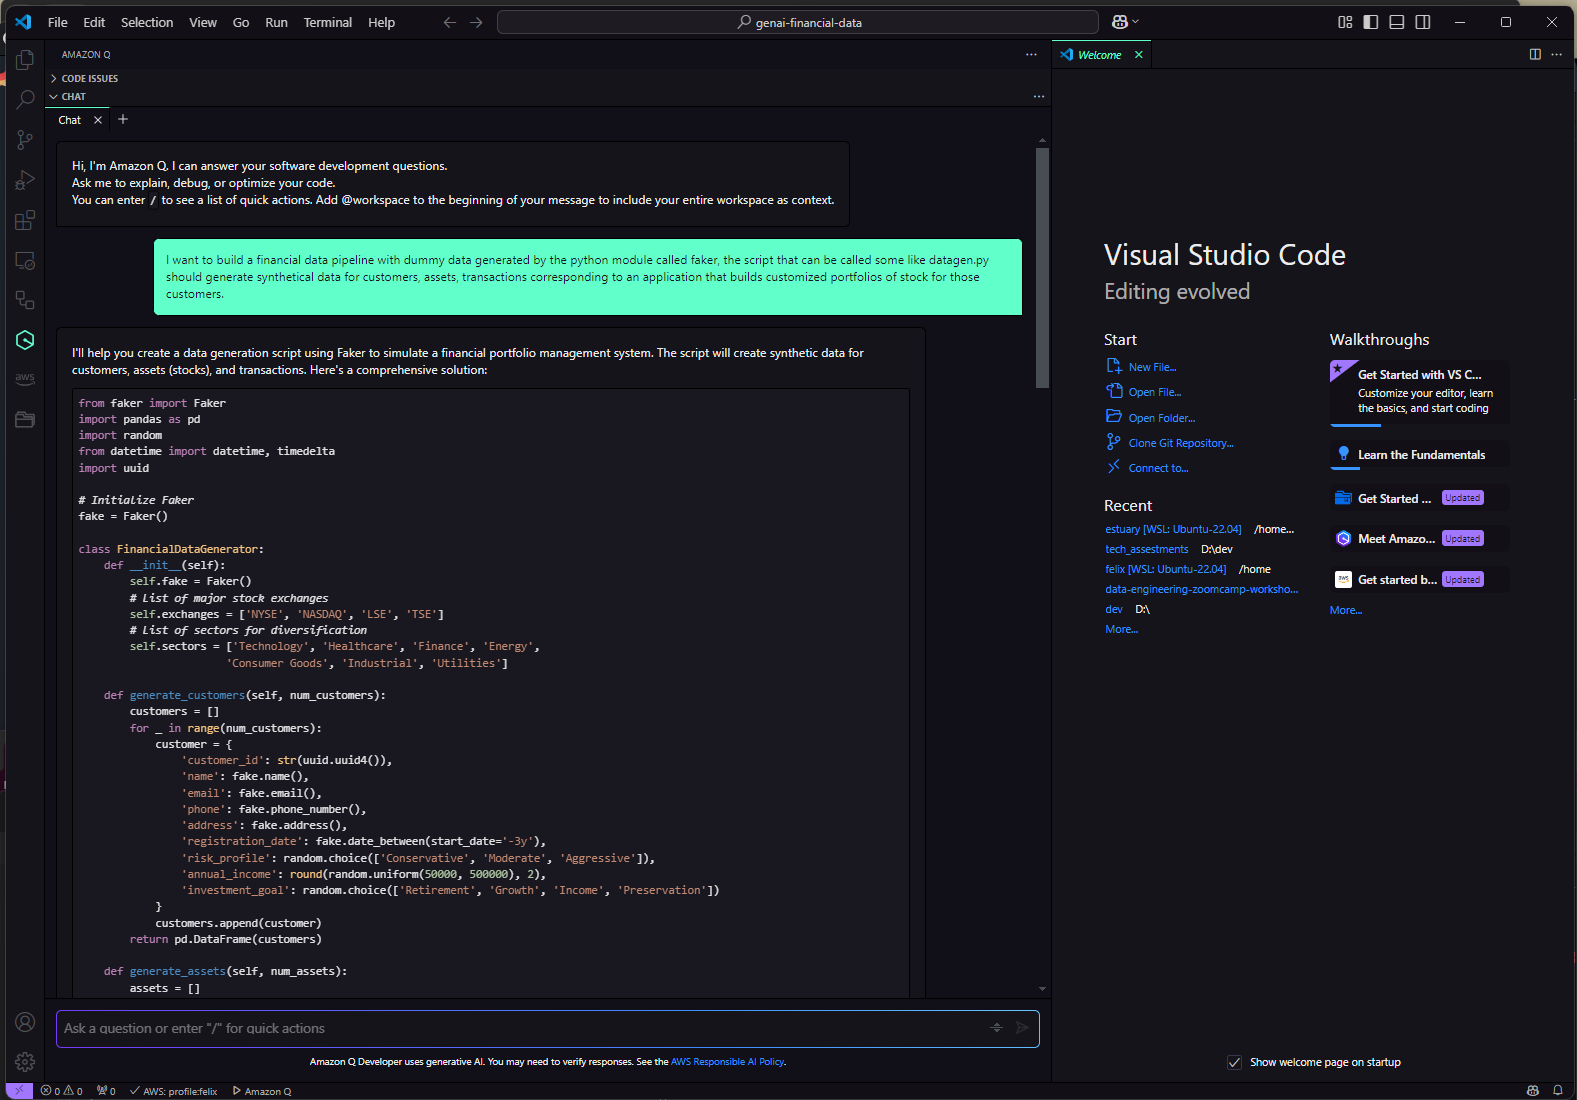 File Edit Selection View Go Run Terminal Help
genai-financial-data
AMAZON Q
CODE ISSUES
CHAT
Chat
Hi, I'm Amazon Q. I can answer your software development questions.
Ask me to explain, debug, or optimize your code.
You can enter / to see a list of quick actions. Add @workspace to the beginning of your message to include your entire workspace as context.
I want to build a financial data pipeline with dummy data generated by the python module called faker, the script that can be called some like datagen.py
should generate synthetical data for customers, assets, transactions corresponding to an application that builds customized portfolios of stock for those
customers.
I'll help you create a data generation script using Faker to simulate a financial portfolio management system. The script will create synthetic data for
customers, assets (stocks), and transactions. Here's a comprehensive solution:
from faker import Faker
import pandas as pd
import random
from datetime import datetime, timedelta
import uuid
# Initialize Faker
fake = Faker()
class FinancialDataGenerator:
def __init__(self):
self.fake = Faker()
# List of major stock exchanges
self.exchanges = ['NYSE', 'NASDAQ', 'LSE', 'TSE']
# List of sectors for diversification
self.sectors = ['Technology', 'Healthcare', 'Finance', 'Energy',
'Consumer Goods', 'Industrial', 'Utilities']
def generate_customers(self, num_customers):
customers = []
for _ in range(num_customers):
customer = {
'customer_id': str(uuid.uuid4()),
'name': fake.name(),
'email': fake.email(),
'phone': fake.phone_number(),
'address': fake.address(),
'registration_date': fake.date_between(start_date='-3y'),
'risk_profile': random.choice(['Conservative', 'Moderate', 'Aggressive']),
'annual_income': round(random.uniform(50000, 500000), 2),
'investment_goal': random.choice(['Retirement', 'Growth', 'Income', 'Preservation'])
}
customers.append(customer)
return pd.DataFrame(customers)
def generate_assets(self, num_assets):
assets = []
Ask a question or enter "/" for quick actions
Amazon Q Developer uses generative AI. You may need to verify responses. See the AWS Responsible AI Policy.
aws
Welcome
Visual Studio Code
Editing evolved
Start
New File...
Open File...
Open Folder...
Clone Git Repository...
Connect to...
Recent
estuary [WSL: Ubuntu-22.04] /home...
tech_assestments D:\dev
felix [WSL: Ubuntu-22.04] /home
data-engineering-zoomcamp-worksho...
dev D:\
More...
Walkthroughs
Get Started with VS C...
Customize your editor, learn
the basics, and start coding
Learn the Fundamentals
Get Started ... Updated
Meet Amazo... Updated
aws Get started b... Updated
More...
Show welcome page on startup
0 0 0 AWS: profile:felix Amazon Q